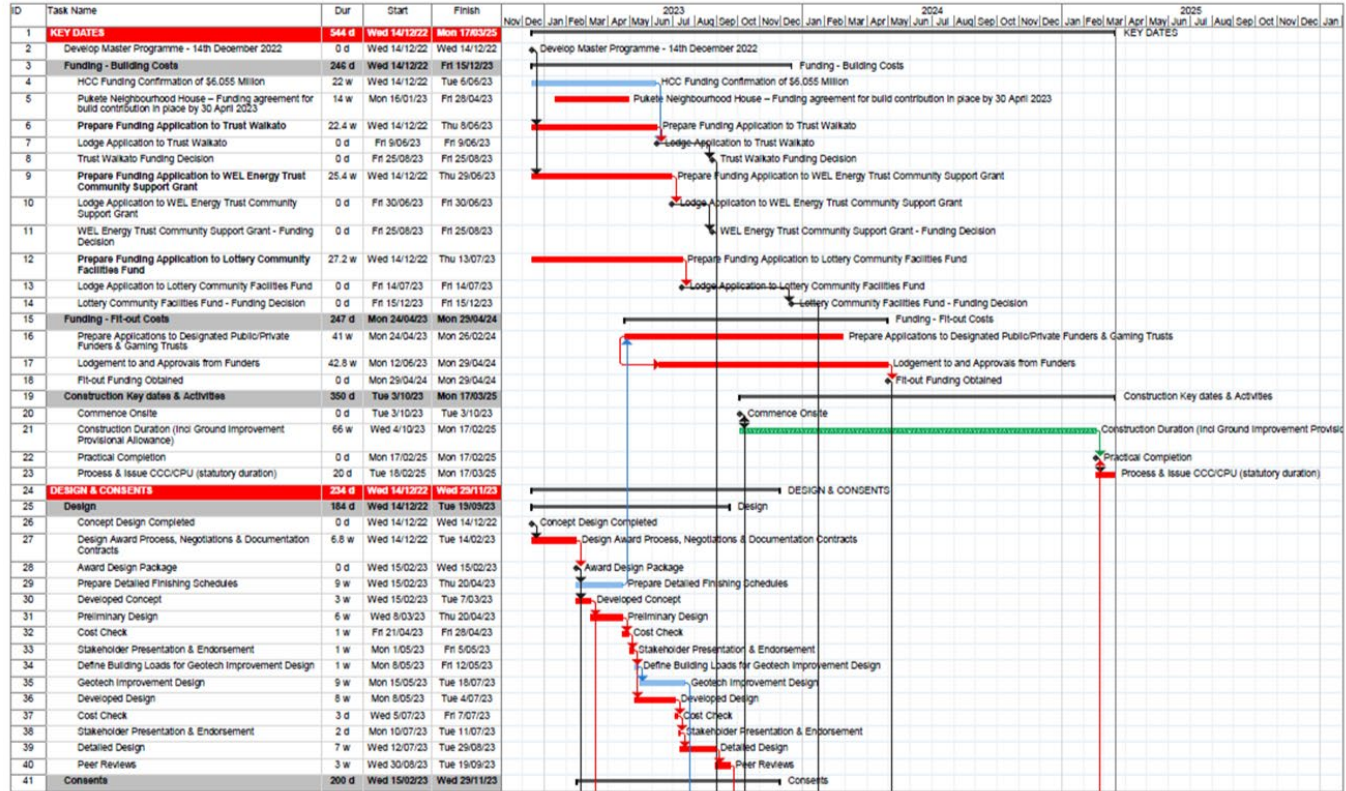 ID Task Name Dur Start Finish 2023 2024 2025
Nov Dec Jan Feb Mar Apr May Jun Jul Aug Sep Oct Nov Dec Jan Feb Mar Apr May Jun Jul Aug Sep Oct Nov Dec Jan Feb Mar Apr May Jun Jul Aug Sep Oct Nov Dec Jan
1 KEY DATES 544 d Wed 14/12/22 Mon 17/03/25 KEY DATES
2 Develop Master Programme - 14th December 2022 0 d Wed 14/12/22 Wed 14/12/22 Develop Master Programme - 14th December 2022
3 Funding - Building Costs 246 d Wed 14/12/22 Fri 15/12/23 Funding - Building Costs
4 HCC Funding Confirmation of $6.055 Million 22 w Wed 14/12/22 Tue 6/06/23 HCC Funding Confirmation of $6.055 Million
5 Pukete Neighbourhood House – Funding agreement for 14 w Mon 16/01/23 Fri 28/04/23 Pukete Neighbourhood House – Funding agreement for build contribution in place by 30 April 2023
build contribution in place by 30 April 2023
6 Prepare Funding Application to Trust Waikato 22.4 w Wed 14/12/22 Thu 8/06/23 Prepare Funding Application to Trust Waikato
7 Lodge Application to Trust Waikato 0 d Fri 9/06/23 Fri 9/06/23 Lodge Application to Trust Waikato
8 Trust Waikato Funding Decision 0 d Fri 25/08/23 Fri 25/08/23 Trust Waikato Funding Decision
9 Prepare Funding Application to WEL Energy Trust 25.4 w Wed 14/12/22 Thu 29/06/23 Prepare Funding Application to WEL Energy Trust Community Support Grant
Community Support Grant
10 Lodge Application to WEL Energy Trust Community 0 d Fri 30/06/23 Fri 30/06/23 Lodge Application to WEL Energy Trust Community Support Grant
Support Grant
11 WEL Energy Trust Community Support Grant - Funding 0 d Fri 25/08/23 Fri 25/08/23 WEL Energy Trust Community Support Grant - Funding Decision
Decision
12 Prepare Funding Application to Lottery Community 27.2 w Wed 14/12/22 Thu 13/07/23 Prepare Funding Application to Lottery Community Facilities Fund
Facilities Fund
13 Lodge Application to Lottery Community Facilities Fund 0 d Fri 14/07/23 Fri 14/07/23 Lodge Application to Lottery Community Facilities Fund
14 Lottery Community Facilities Fund - Funding Decision 0 d Fri 15/12/23 Fri 15/12/23 Lottery Community Facilities Fund - Funding Decision
15 Funding - Fit-out Costs 247 d Mon 24/04/23 Mon 29/04/24 Funding - Fit-out Costs
16 Prepare Applications to Designated Public/Private 41 w Mon 24/04/23 Mon 26/02/24 Prepare Applications to Designated Public/Private Funders & Gaming Trusts
Funders & Gaming Trusts
17 Lodgement to and Approvals from Funders 42.8 w Mon 12/06/23 Mon 29/04/24 Lodgement to and Approvals from Funders
18 Fit-out Funding Obtained 0 d Mon 29/04/24 Mon 29/04/24 Fit-out Funding Obtained
19 Construction Key dates & Activities 350 d Tue 3/10/23 Mon 17/03/25 Construction Key dates & Activities
20 Commence Onsite 0 d Tue 3/10/23 Tue 3/10/23 Commence Onsite
21 Construction Duration (Incl Ground Improvement 66 w Wed 4/10/23 Mon 17/02/25 Construction Duration (Incl Ground Improvement Provisic
Provisional Allowance)
22 Practical Completion 0 d Mon 17/02/25 Mon 17/02/25 Practical Completion
23 Process & Issue CCC/CPU (statutory duration) 20 d Tue 18/02/25 Mon 17/03/25 Process & Issue CCC/CPU (statutory duration)
24 DESIGN & CONSENTS 234 d Wed 14/12/22 Wed 29/11/23 DESIGN & CONSENTS
25 Design 184 d Wed 14/12/22 Tue 19/09/23 Design
26 Concept Design Completed 0 d Wed 14/12/22 Wed 14/12/22 Concept Design Completed
27 Design Award Process, Negotiations & Documentation 6.8 w Wed 14/12/22 Tue 14/02/23 Design Award Process, Negotiations & Documentation Contracts
Contracts
28 Award Design Package 0 d Wed 15/02/23 Wed 15/02/23 Award Design Package
29 Prepare Detailed Finishing Schedules 9 w Wed 15/02/23 Thu 20/04/23 Prepare Detailed Finishing Schedules
30 Developed Concept 3 w Wed 15/02/23 Tue 7/03/23 Developed Concept
31 Preliminary Design 6 w Wed 8/03/23 Thu 20/04/23 Preliminary Design
32 Cost Check 1 w Fri 21/04/23 Fri 28/04/23 Cost Check
33 Stakeholder Presentation & Endorsement 1 w Mon 1/05/23 Fri 5/05/23 Stakeholder Presentation & Endorsement
34 Define Building Loads for Geotech Improvement Design 1 w Mon 8/05/23 Fri 12/05/23 Define Building Loads for Geotech Improvement Design
35 Geotech Improvement Design 9 w Mon 15/05/23 Tue 18/07/23 Geotech Improvement Design
36 Developed Design 8 w Mon 8/05/23 Tue 4/07/23 Developed Design
37 Cost Check 3 d Wed 5/07/23 Fri 7/07/23 Cost Check
38 Stakeholder Presentation & Endorsement 2 d Mon 10/07/23 Tue 11/07/23 Stakeholder Presentation & Endorsement
39 Detailed Design 7 w Wed 12/07/23 Tue 29/08/23 Detailed Design
40 Peer Reviews 3 w Wed 30/08/23 Tue 19/09/23 Peer Reviews
41 Consents 200 d Wed 15/02/23 Wed 29/11/23 Consents